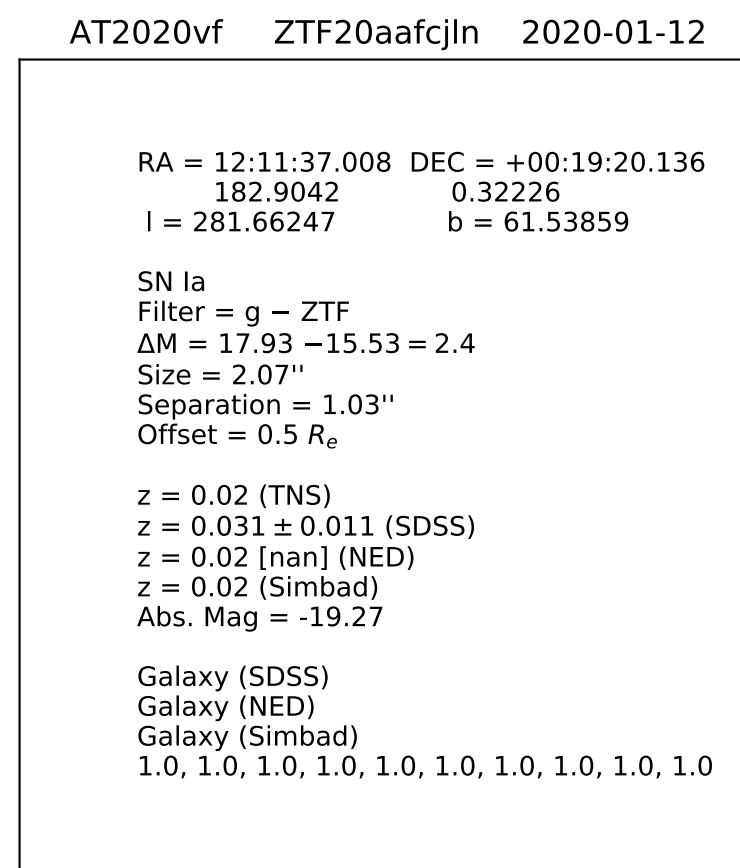 AT2020vf ZTF20aafcjln 2020-01-12
RA = 12:11:37.008 DEC = +00:19:20.136
182.9042 0.32226
l = 281.66247 b = 61.53859
SN Ia
Filter = g − ZTF
ΔM = 17.93 −15.53 = 2.4
Size = 2.07''
Separation = 1.03''
Offset = 0.5 Rₑ
z = 0.02 (TNS)
z = 0.031 ± 0.011 (SDSS)
z = 0.02 [nan] (NED)
z = 0.02 (Simbad)
Abs. Mag = -19.27
Galaxy (SDSS)
Galaxy (NED)
Galaxy (Simbad)
1.0, 1.0, 1.0, 1.0, 1.0, 1.0, 1.0, 1.0, 1.0, 1.0